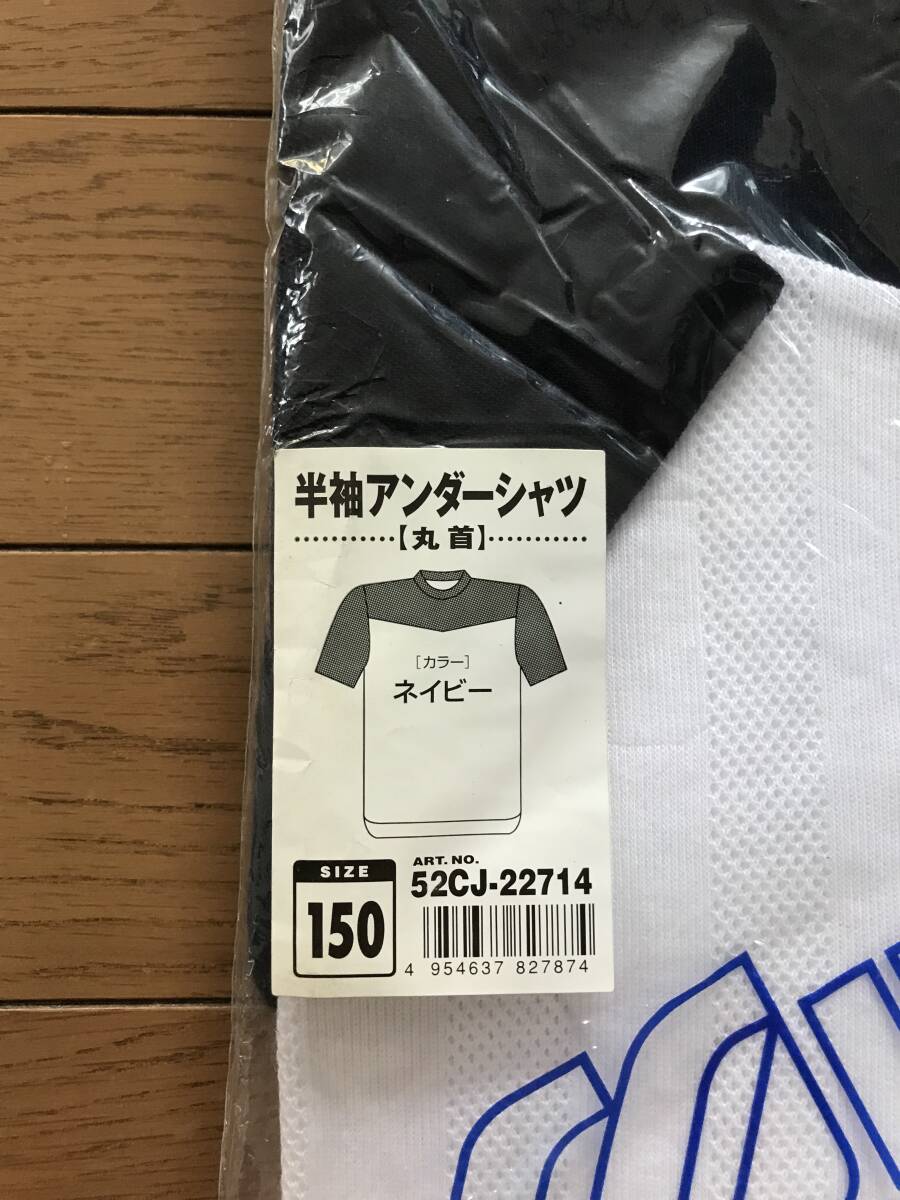 半袖アンダーシャツ
【丸首】
[カラー]
ネイビー
SIZE
150
ART. NO.
52CJ-22714
4 954637 827874